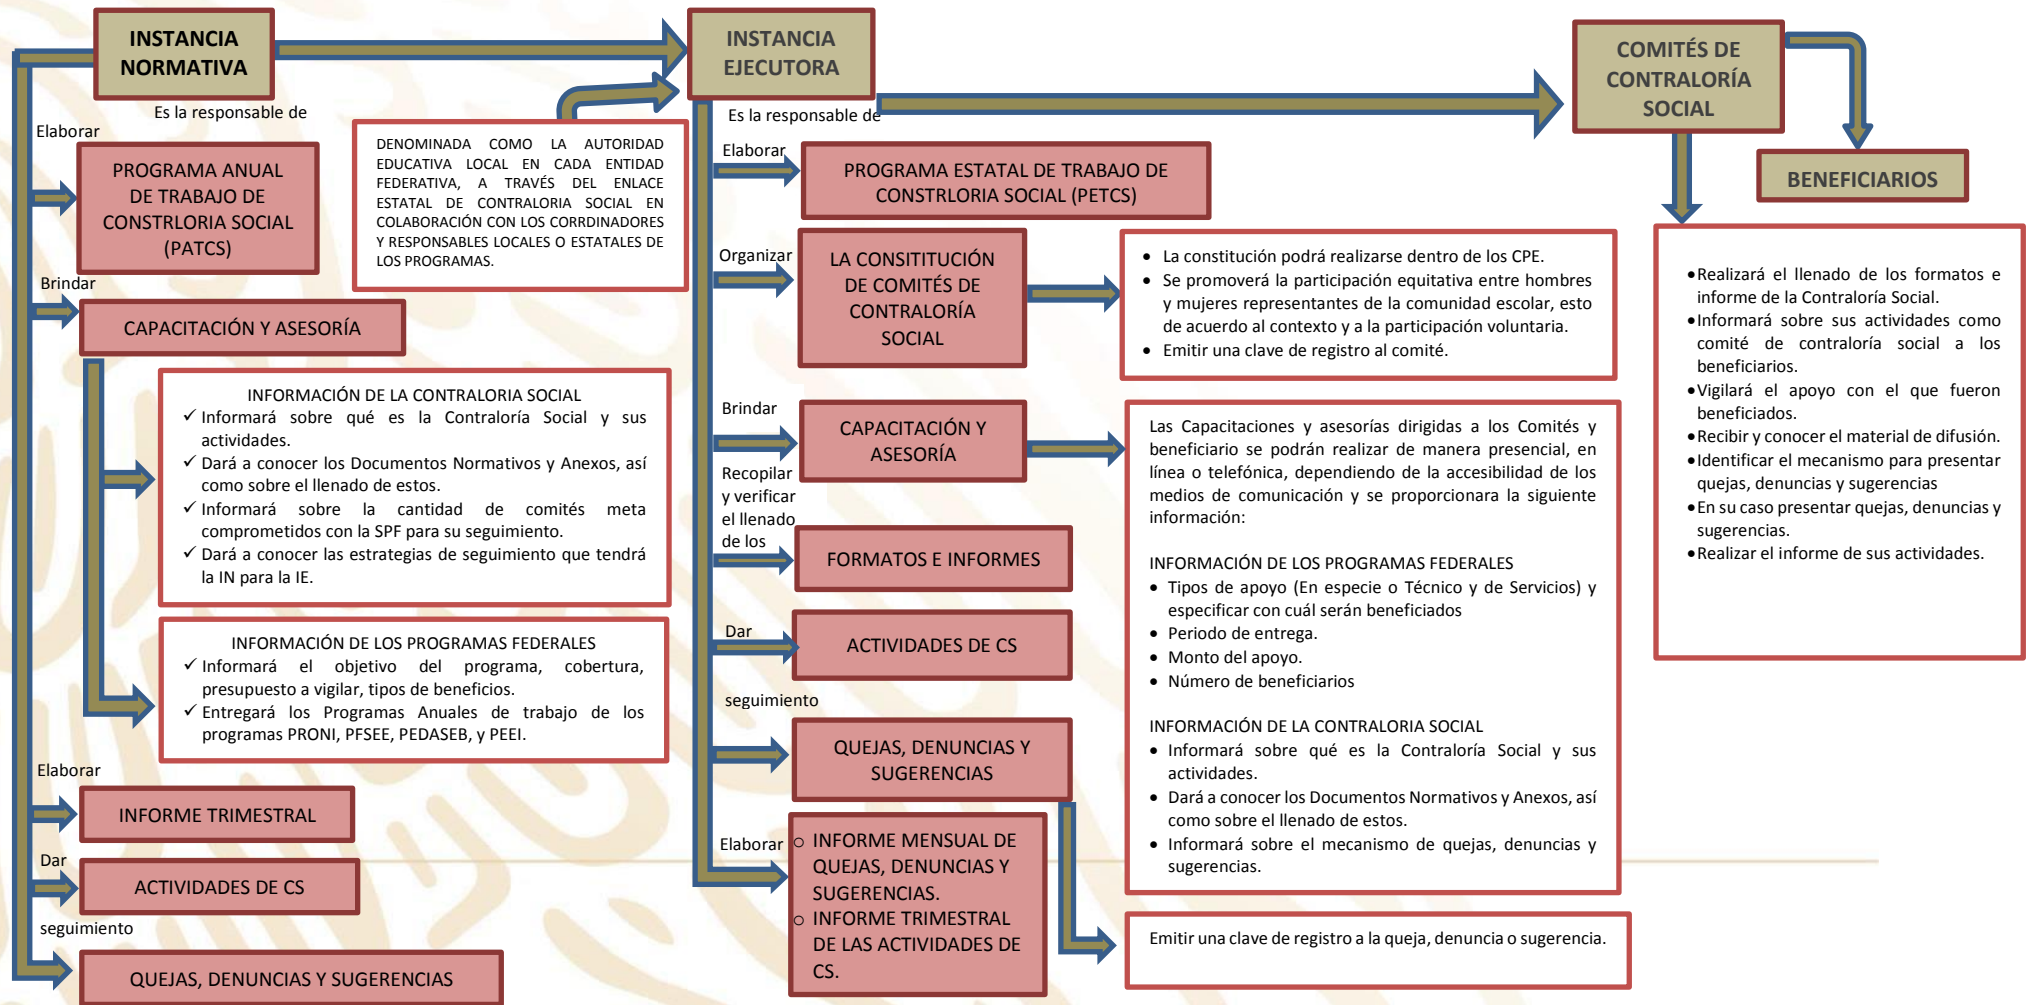 INSTANCIA
NORMATIVA
Es la responsable de
Elaborar
PROGRAMA ANUAL
DE TRABAJO DE
CONSTRLORIA SOCIAL
(PATCS)
Brindar
CAPACITACIÓN Y ASESORÍA
INFORMACIÓN DE LA CONTRALORIA SOCIAL
✓ Informará sobre qué es la Contraloría Social y sus
actividades.
✓ Dará a conocer los Documentos Normativos y Anexos, así
como sobre el llenado de estos.
✓ Informará sobre la cantidad de comités meta
comprometidos con la SPF para su seguimiento.
✓ Dará a conocer las estrategias de seguimiento que tendrá
la IN para la IE.
INFORMACIÓN DE LOS PROGRAMAS FEDERALES
✓ Informará el objetivo del programa, cobertura,
presupuesto a vigilar, tipos de beneficios.
✓ Entregará los Programas Anuales de trabajo de los
programas PRONI, PFSEE, PEDASEB, y PEEI.
Elaborar
INFORME TRIMESTRAL
Dar
ACTIVIDADES DE CS
seguimiento
QUEJAS, DENUNCIAS Y SUGERENCIAS
DENOMINADA COMO LA AUTORIDAD
EDUCATIVA LOCAL EN CADA ENTIDAD
FEDERATIVA, A TRAVÉS DEL ENLACE
ESTATAL DE CONTRALORIA SOCIAL EN
COLABORACIÓN CON LOS CORRDINADORES
Y RESPONSABLES LOCALES O ESTATALES DE
LOS PROGRAMAS.
INSTANCIA
EJECUTORA
Es la responsable de
Elaborar
PROGRAMA ESTATAL DE TRABAJO DE
CONSTRLORIA SOCIAL (PETCS)
Organizar
LA CONSITITUCIÓN
DE COMITÉS DE
CONTRALORÍA
SOCIAL
• La constitución podrá realizarse dentro de los CPE.
• Se promoverá la participación equitativa entre hombres
y mujeres representantes de la comunidad escolar, esto
de acuerdo al contexto y a la participación voluntaria.
• Emitir una clave de registro al comité.
Brindar
CAPACITACIÓN Y
ASESORÍA
Las Capacitaciones y asesorías dirigidas a los Comités y
beneficiario se podrán realizar de manera presencial, en
línea o telefónica, dependiendo de la accesibilidad de los
medios de comunicación y se proporcionara la siguiente
información:
INFORMACIÓN DE LOS PROGRAMAS FEDERALES
• Tipos de apoyo (En especie o Técnico y de Servicios) y
especificar con cuál serán beneficiados
• Periodo de entrega.
• Monto del apoyo.
• Número de beneficiarios
INFORMACIÓN DE LA CONTRALORIA SOCIAL
• Informará sobre qué es la Contraloría Social y sus
actividades.
• Dará a conocer los Documentos Normativos y Anexos, así
como sobre el llenado de estos.
• Informará sobre el mecanismo de quejas, denuncias y
sugerencias.
Recopilar
y verificar
el llenado
de los
FORMATOS E INFORMES
Dar
ACTIVIDADES DE CS
seguimiento
QUEJAS, DENUNCIAS Y
SUGERENCIAS
Emitir una clave de registro a la queja, denuncia o sugerencia.
Elaborar
o INFORME MENSUAL DE
QUEJAS, DENUNCIAS Y
SUGERENCIAS.
o INFORME TRIMESTRAL
DE LAS ACTIVIDADES DE
CS.
COMITÉS DE
CONTRALORÍA
SOCIAL
BENEFICIARIOS
• Realizará el llenado de los formatos e
informe de la Contraloría Social.
• Informará sobre sus actividades como
comité de contraloría social a los
beneficiarios.
• Vigilará el apoyo con el que fueron
beneficiados.
• Recibir y conocer el material de difusión.
• Identificar el mecanismo para presentar
quejas, denuncias y sugerencias
• En su caso presentar quejas, denuncias y
sugerencias.
• Realizar el informe de sus actividades.